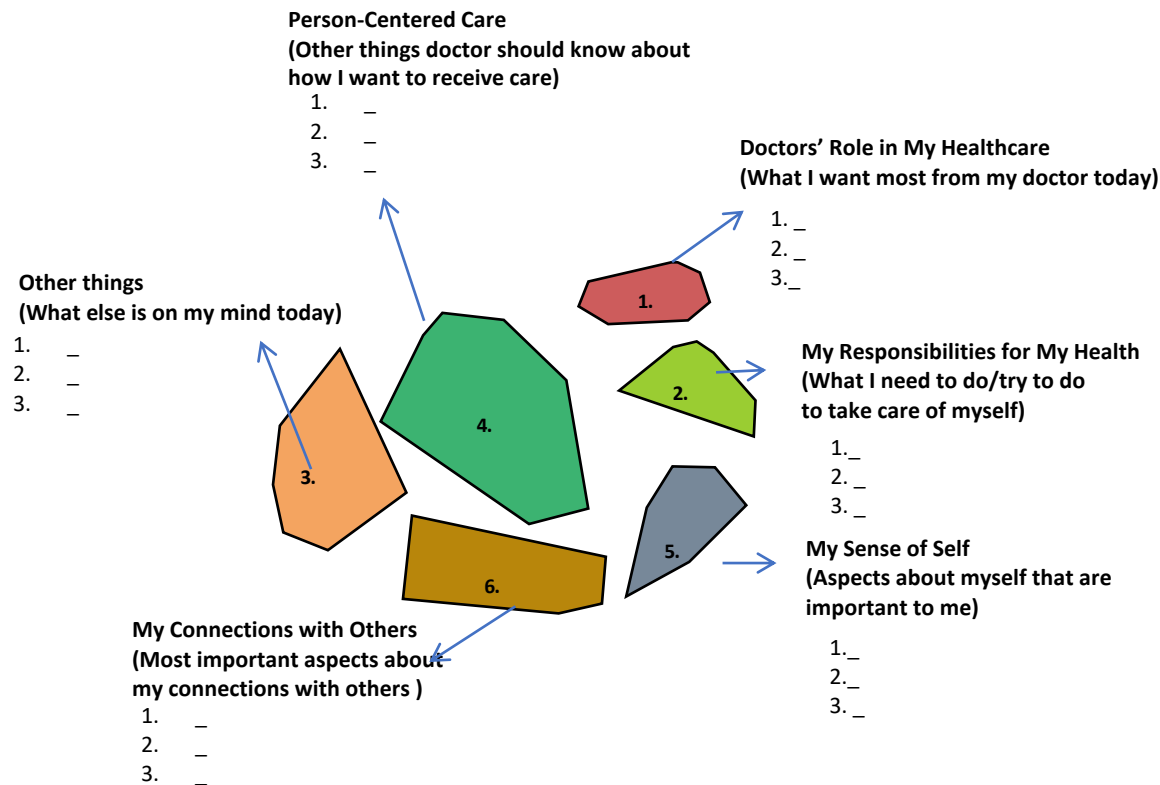 Person-Centered Care
(Other things doctor should know about
how I want to receive care)
1. _
2. _
3. _
Doctors’ Role in My Healthcare
(What I want most from my doctor today)
1. _
2. _
3._
Other things
(What else is on my mind today)
1. _
2. _
3. _
1.
My Responsibilities for My Health
(What I need to do/try to do
to take care of myself)
1._
2. _
3. _
2.
4.
3.
5.
6.
My Sense of Self
(Aspects about myself that are
important to me)
1._
2._
3. _
My Connections with Others
(Most important aspects about
my connections with others )
1. _
2. _
3. _